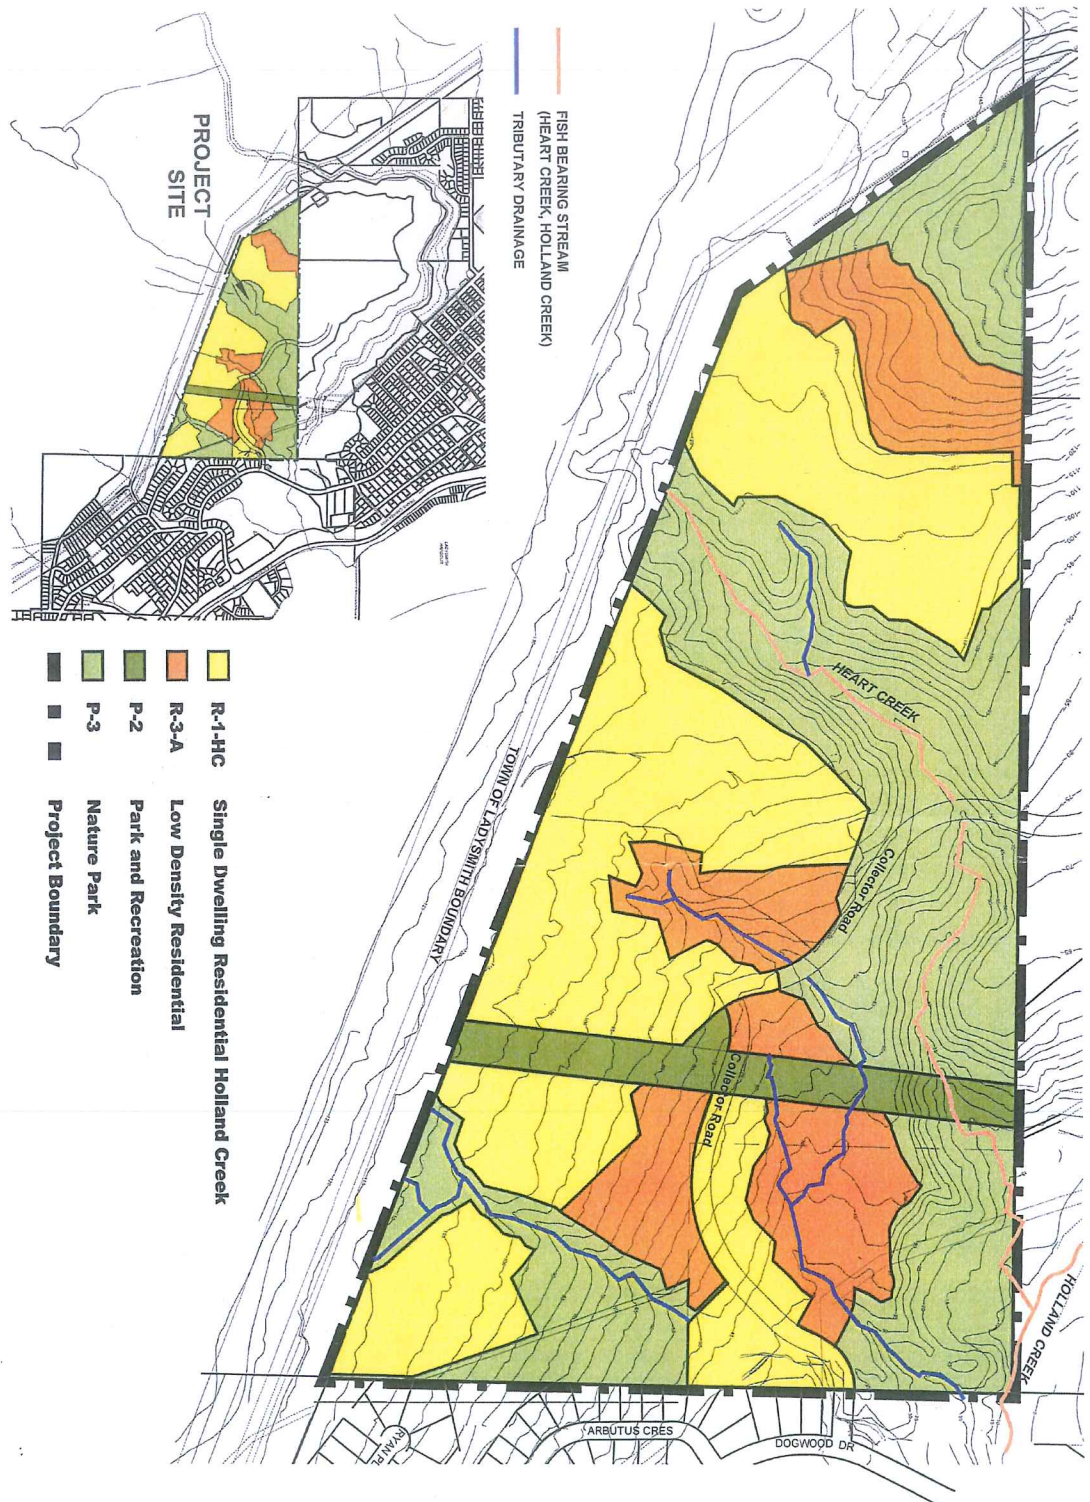 FISH BEARING STREAM
(HEART CREEK, HOLLAND CREEK)
TRIBUTARY DRAINAGE
PROJECT
SITE
HEART CREEK
Collector Road
Collector Road
HOLLAND CREEK
TOWN OF LADYSMITH BOUNDARY
ARBUTUS CRES
DOGWOOD DR
R-1-HC Single Dwelling Residential Holland Creek
R-3-A Low Density Residential
P-2 Park and Recreation
P-3 Nature Park
Project Boundary